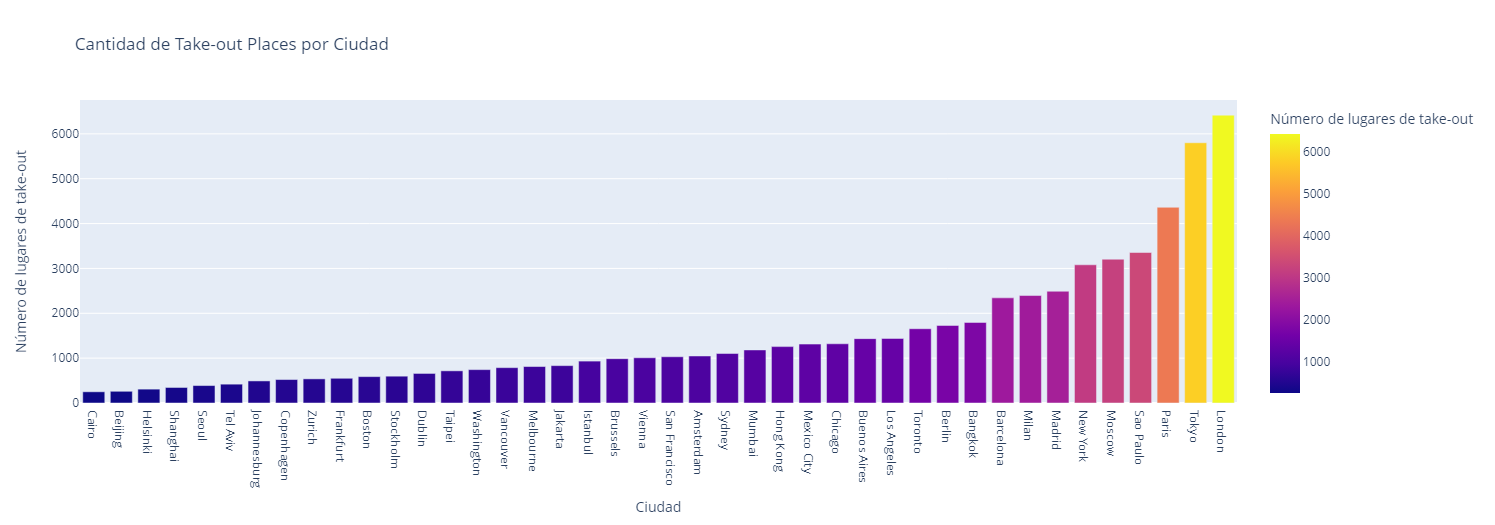 Cantidad de Take-out Places por Ciudad
Número de lugares de take-out
6000
5000
4000
3000
2000
1000
0
Cairo
Beijing
Helsinki
Shanghai
Seoul
Tel Aviv
Johannesburg
Copenhagen
Zurich
Frankfurt
Boston
Stockholm
Dublin
Taipei
Washington
Vancouver
Melbourne
Jakarta
Istanbul
Brussels
Vienna
San Francisco
Amsterdam
Sydney
Mumbai
Hong Kong
Mexico City
Chicago
Buenos Aires
Los Angeles
Toronto
Berlin
Bangkok
Barcelona
Milan
Madrid
New York
Moscow
Sao Paulo
Paris
Tokyo
London
Ciudad
Número de lugares de take-out
6000
5000
4000
3000
2000
1000